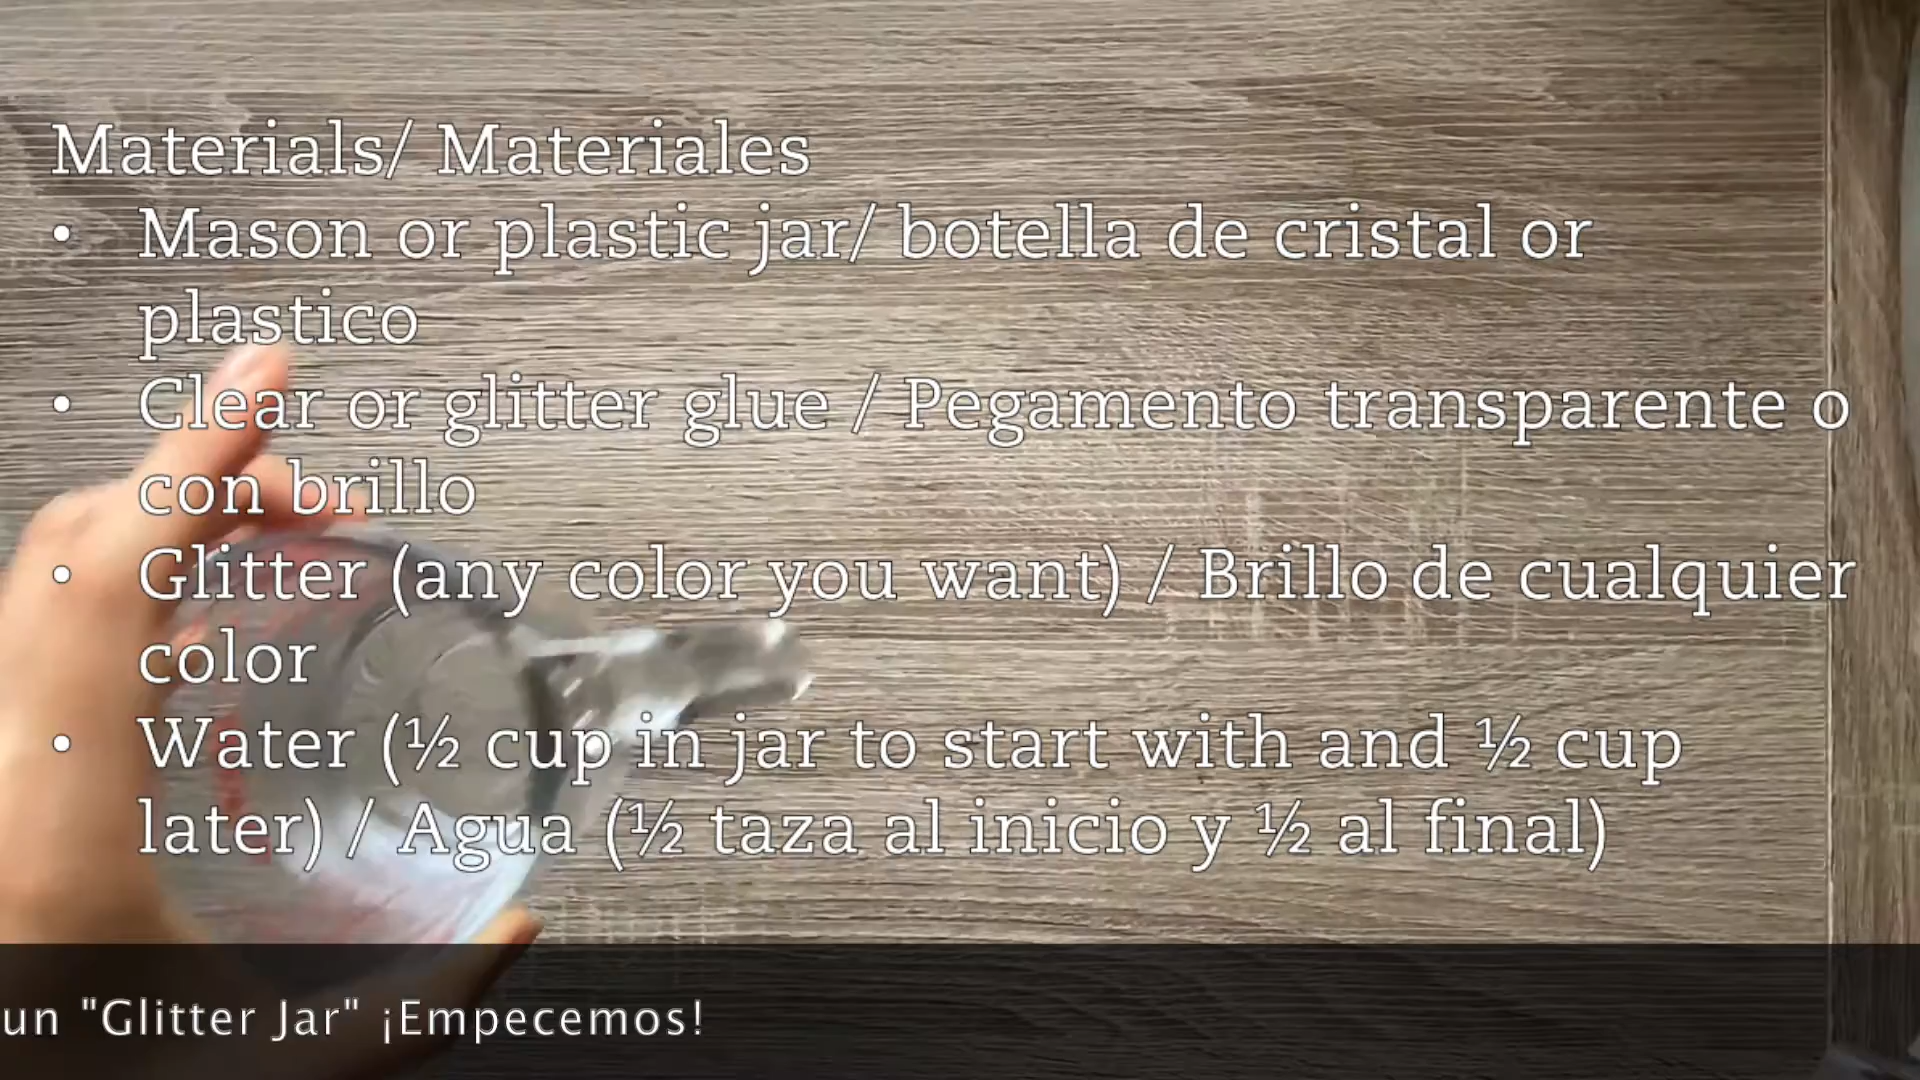 Materials/ Materiales
• Mason or plastic jar/ botella de cristal or
plastico
• Clear or glitter glue / Pegamento transparente o
con brillo
• Glitter (any color you want) / Brillo de cualquier
color
• Water (½ cup in jar to start with and ½ cup
later) / Agua (½ taza al inicio y ½ al final)
un "Glitter Jar" ¡Empecemos!